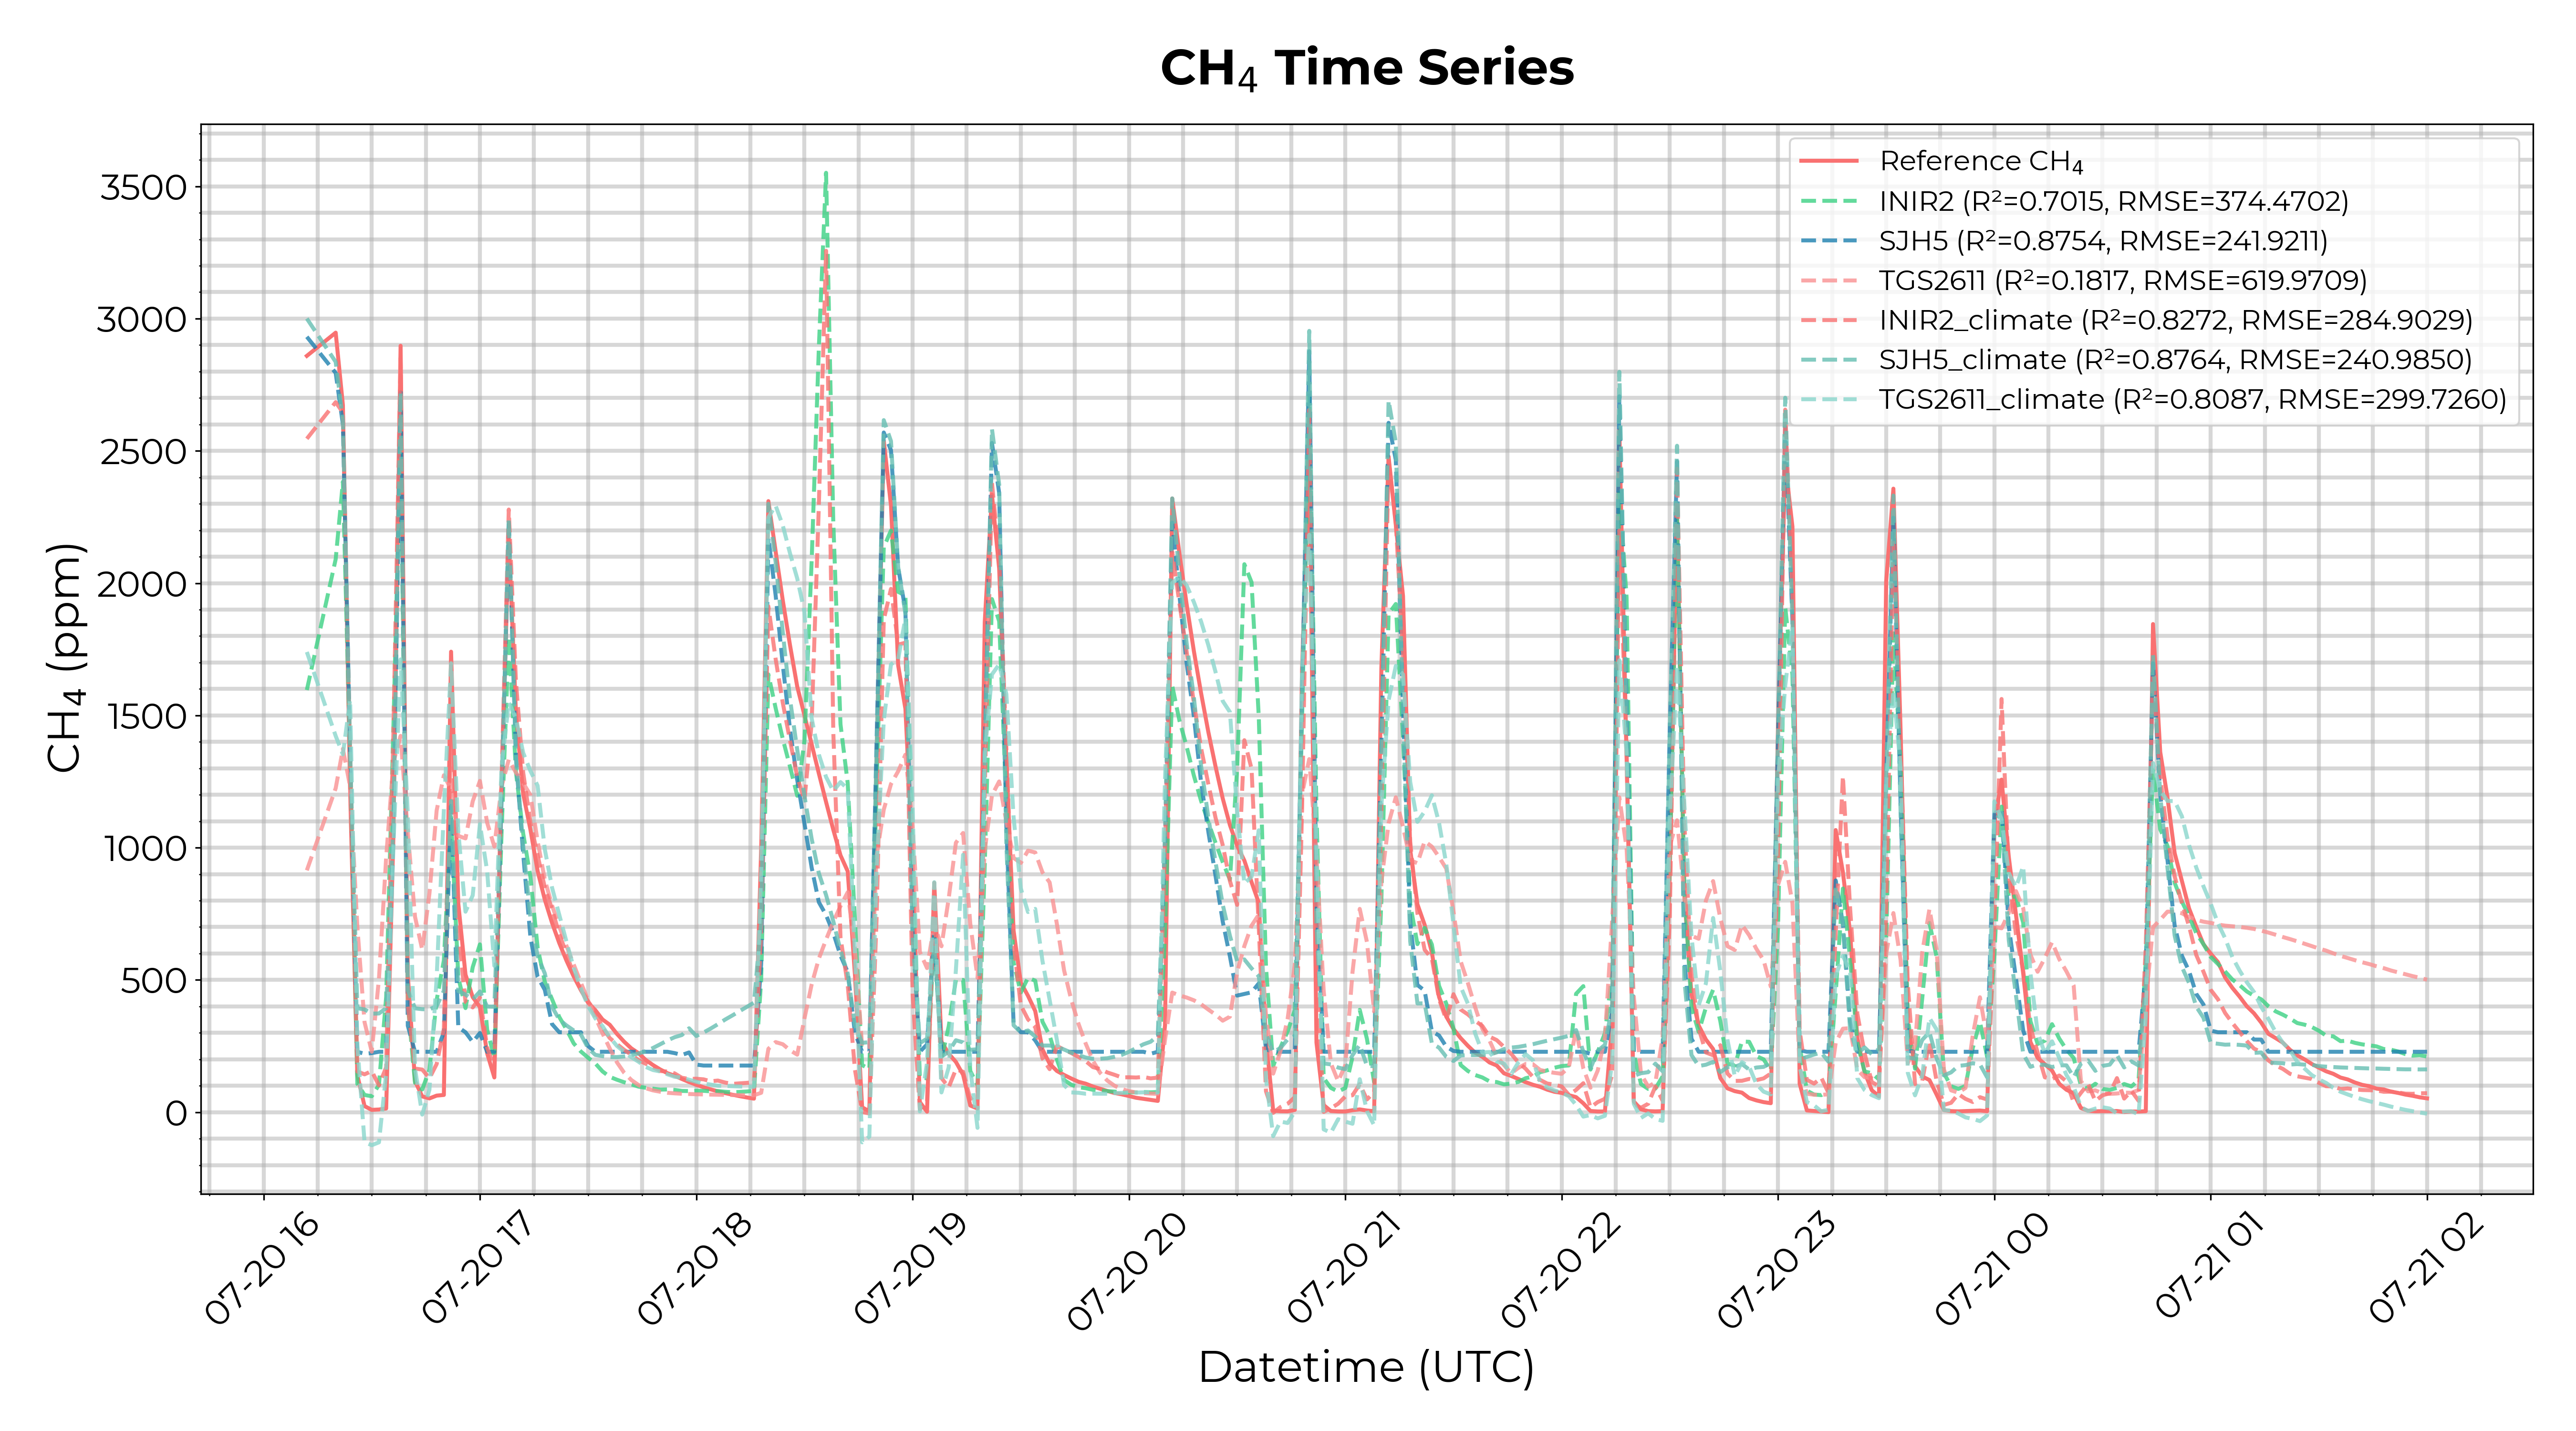 CH₄ Time Series
CH₄ (ppm)
3500
3000
2500
2000
1500
1000
500
0
Reference CH₄
INIR2 (R²=0.7015, RMSE=374.4702)
SJH5 (R²=0.8754, RMSE=241.9211)
TGS2611 (R²=0.1817, RMSE=619.9709)
INIR2_climate (R²=0.8272, RMSE=284.9029)
SJH5_climate (R²=0.8764, RMSE=240.9850)
TGS2611_climate (R²=0.8087, RMSE=299.7260)
07-20 16
07-20 17
07-20 18
07-20 19
07-20 20
07-20 21
07-20 22
07-20 23
07-21 00
07-21 01
07-21 02
Datetime (UTC)